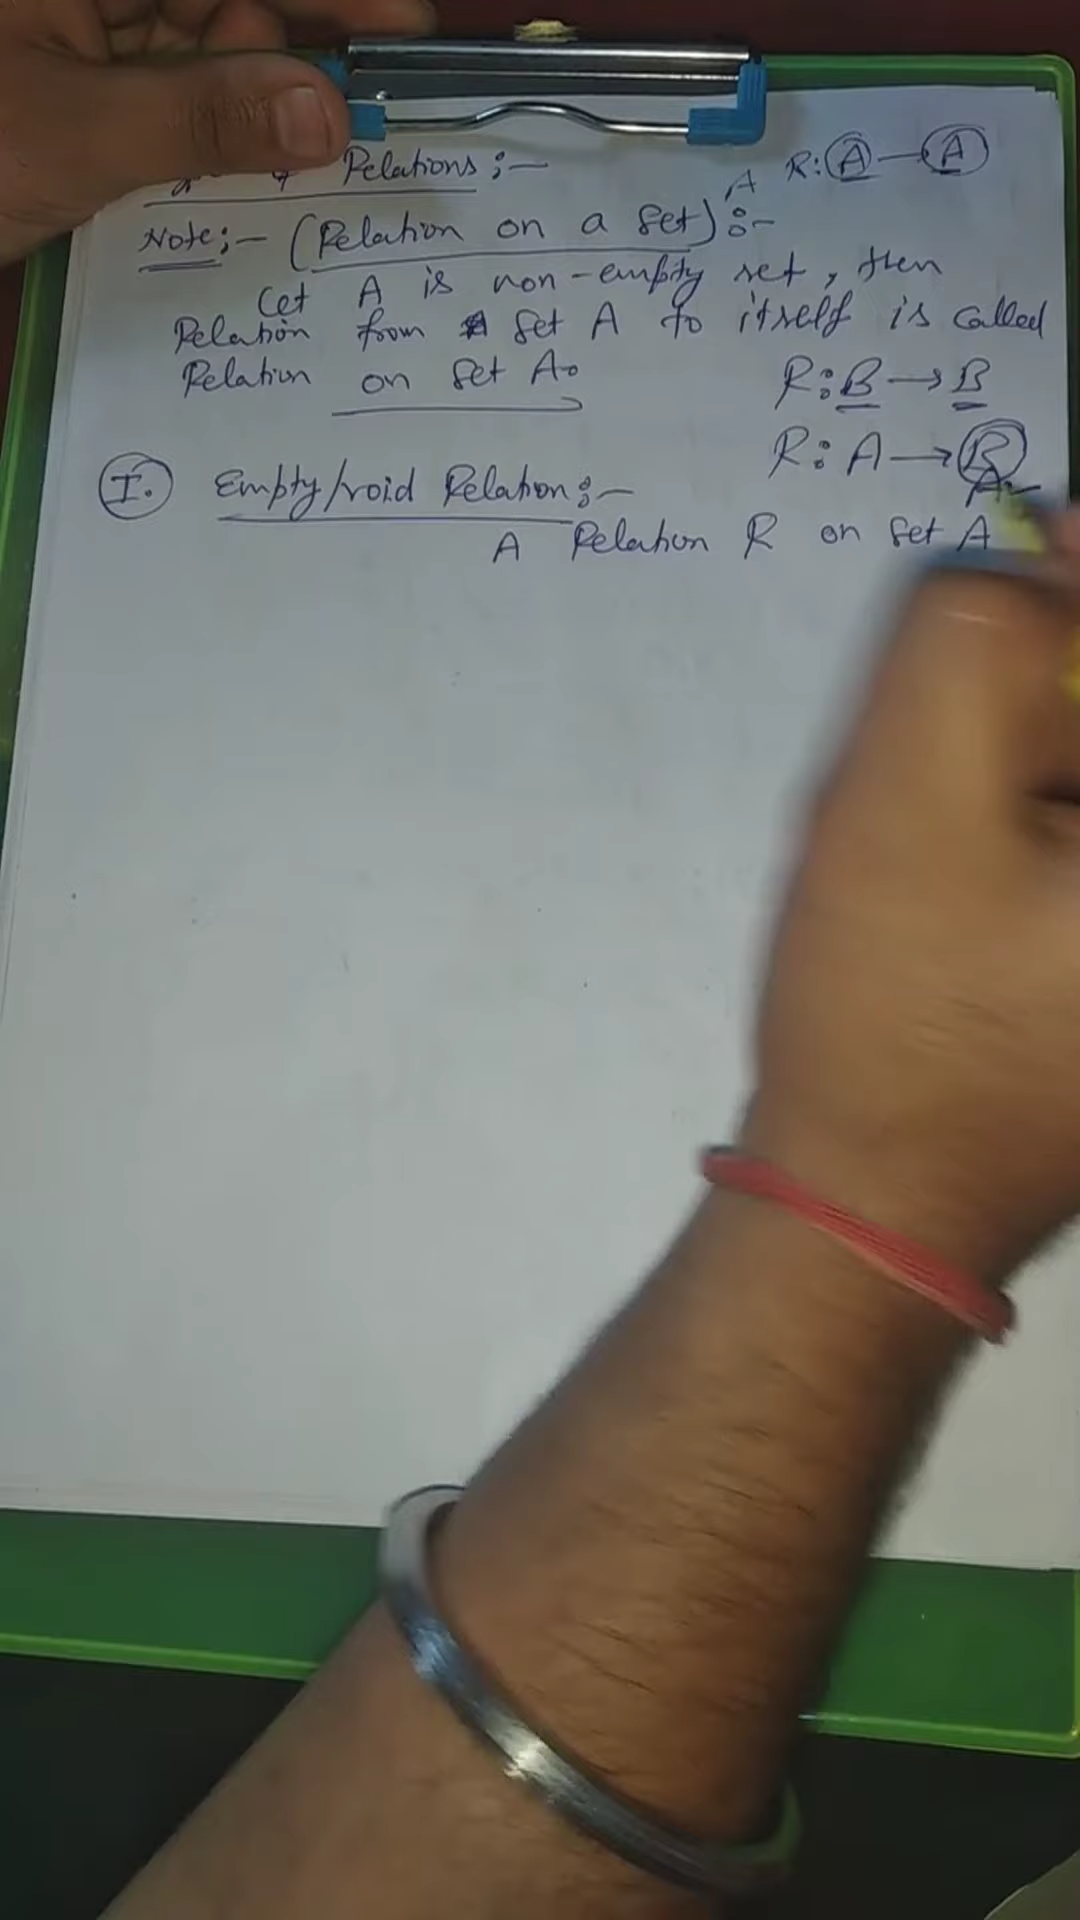 Relations :-
R: A — A
Note :- (Relation on a set) :-
A
Let A is non-empty set, then
Relation from set A to itself is called
Relation on set A.
R: B → B
R: A → B
A
I. Empty/void Relation :-
A Relation R on set A